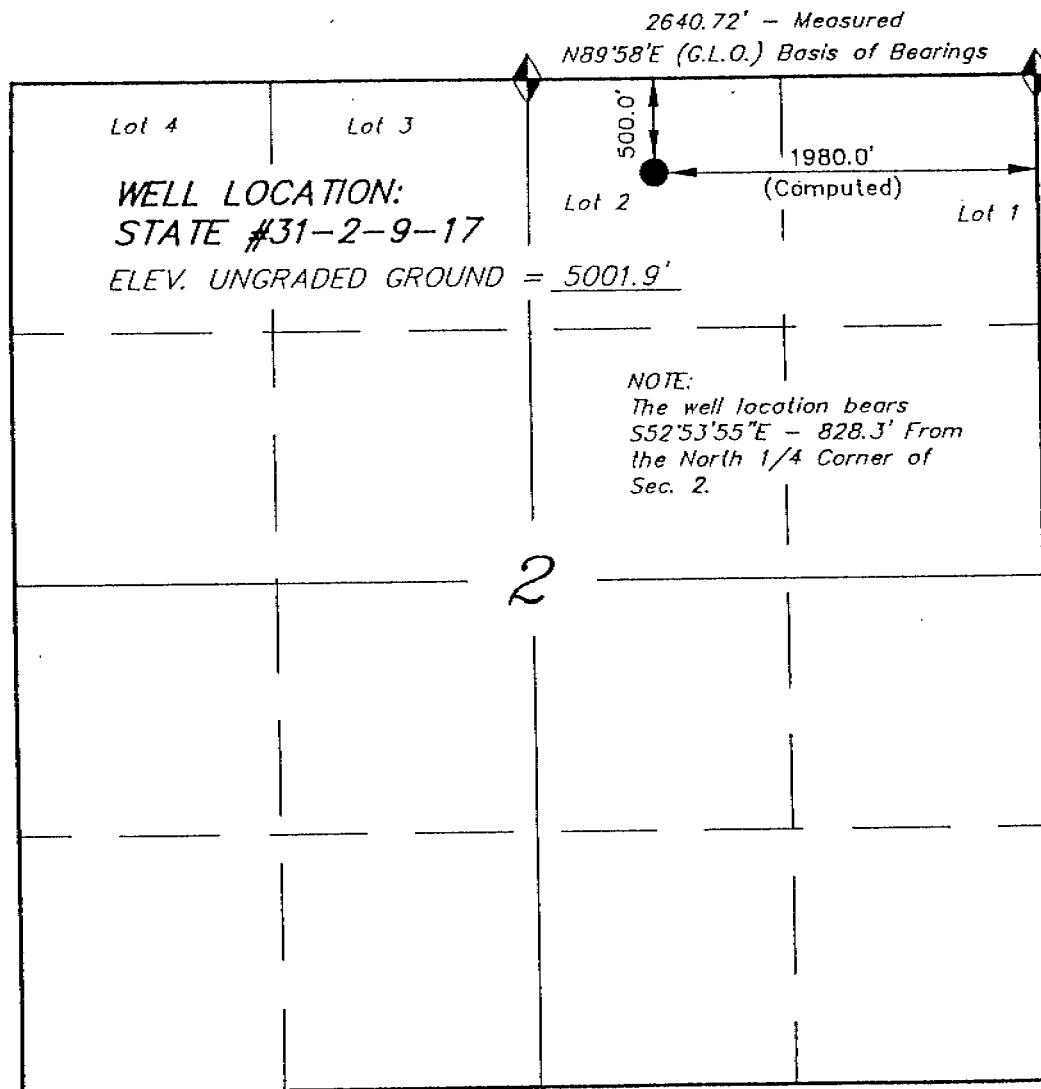 2640.72' - Measured
N89°58'E (G.L.O.) Basis of Bearings
Lot 4
Lot 3
500.0'
1980.0'
(Computed)
Lot 2
Lot 1
WELL LOCATION:
STATE #31-2-9-17
ELEV. UNGRADED GROUND = 5001.9'
NOTE:
The well location bears
S52°53'55"E - 828.3' From
the North 1/4 Corner of
Sec. 2.
2